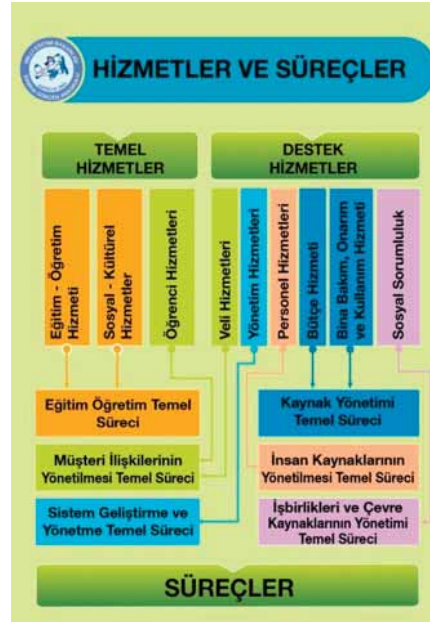 HİZMETLER VE SÜREÇLER
TEMEL
HİZMETLER
DESTEK
HİZMETLER
Eğitim - Öğretim
Hizmeti
Sosyal - Kültürel
Hizmetler
Öğrenci Hizmetleri
Veli Hizmetleri
Yönetim Hizmetleri
Personel Hizmetleri
Bütçe Hizmeti
Bina Bakım, Onarım
ve Kullanım Hizmeti
Sosyal Sorumluluk
Eğitim Öğretim Temel
Süreci
Müşteri İlişkilerinin
Yönetilmesi Temel Süreci
Sistem Geliştirme ve
Yönetme Temel Süreci
Kaynak Yönetimi
Temel Süreci
İnsan Kaynaklarının
Yönetilmesi Temel Süreci
İşbirlikleri ve Çevre
Kaynaklarının Yönetimi
Temel Süreci
SÜREÇLER